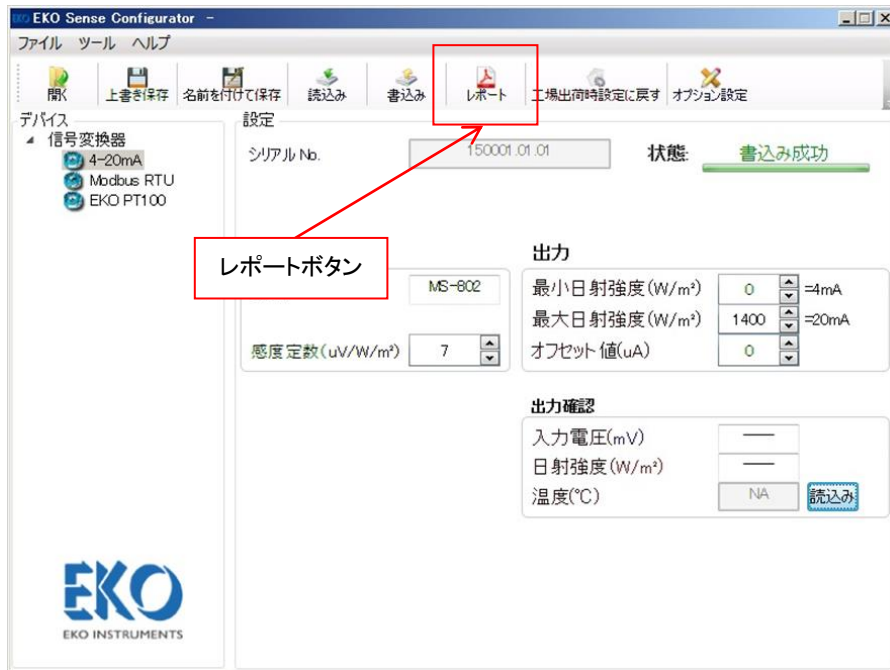 EKO Sense Configurator -
ファイル ツール ヘルプ
開く 上書き保存 名前を付けて保存 読込み 書込み レポート 工場出荷時設定に戻す オプション設定
デバイス
信号変換器
4-20mA
Modbus RTU
EKO PT100
設定
シリアル No. 150001.01.01 状態: 書込み成功
レポートボタン
MS-802
感度定数(uV/W/m²) 7
出力
最小日射強度(W/m²) 0 =4mA
最大日射強度(W/m²) 1400 =20mA
オフセット値(uA) 0
出力確認
入力電圧(mV) ──
日射強度(W/m²) ──
温度(℃) NA 読込み
EKO
EKO INSTRUMENTS